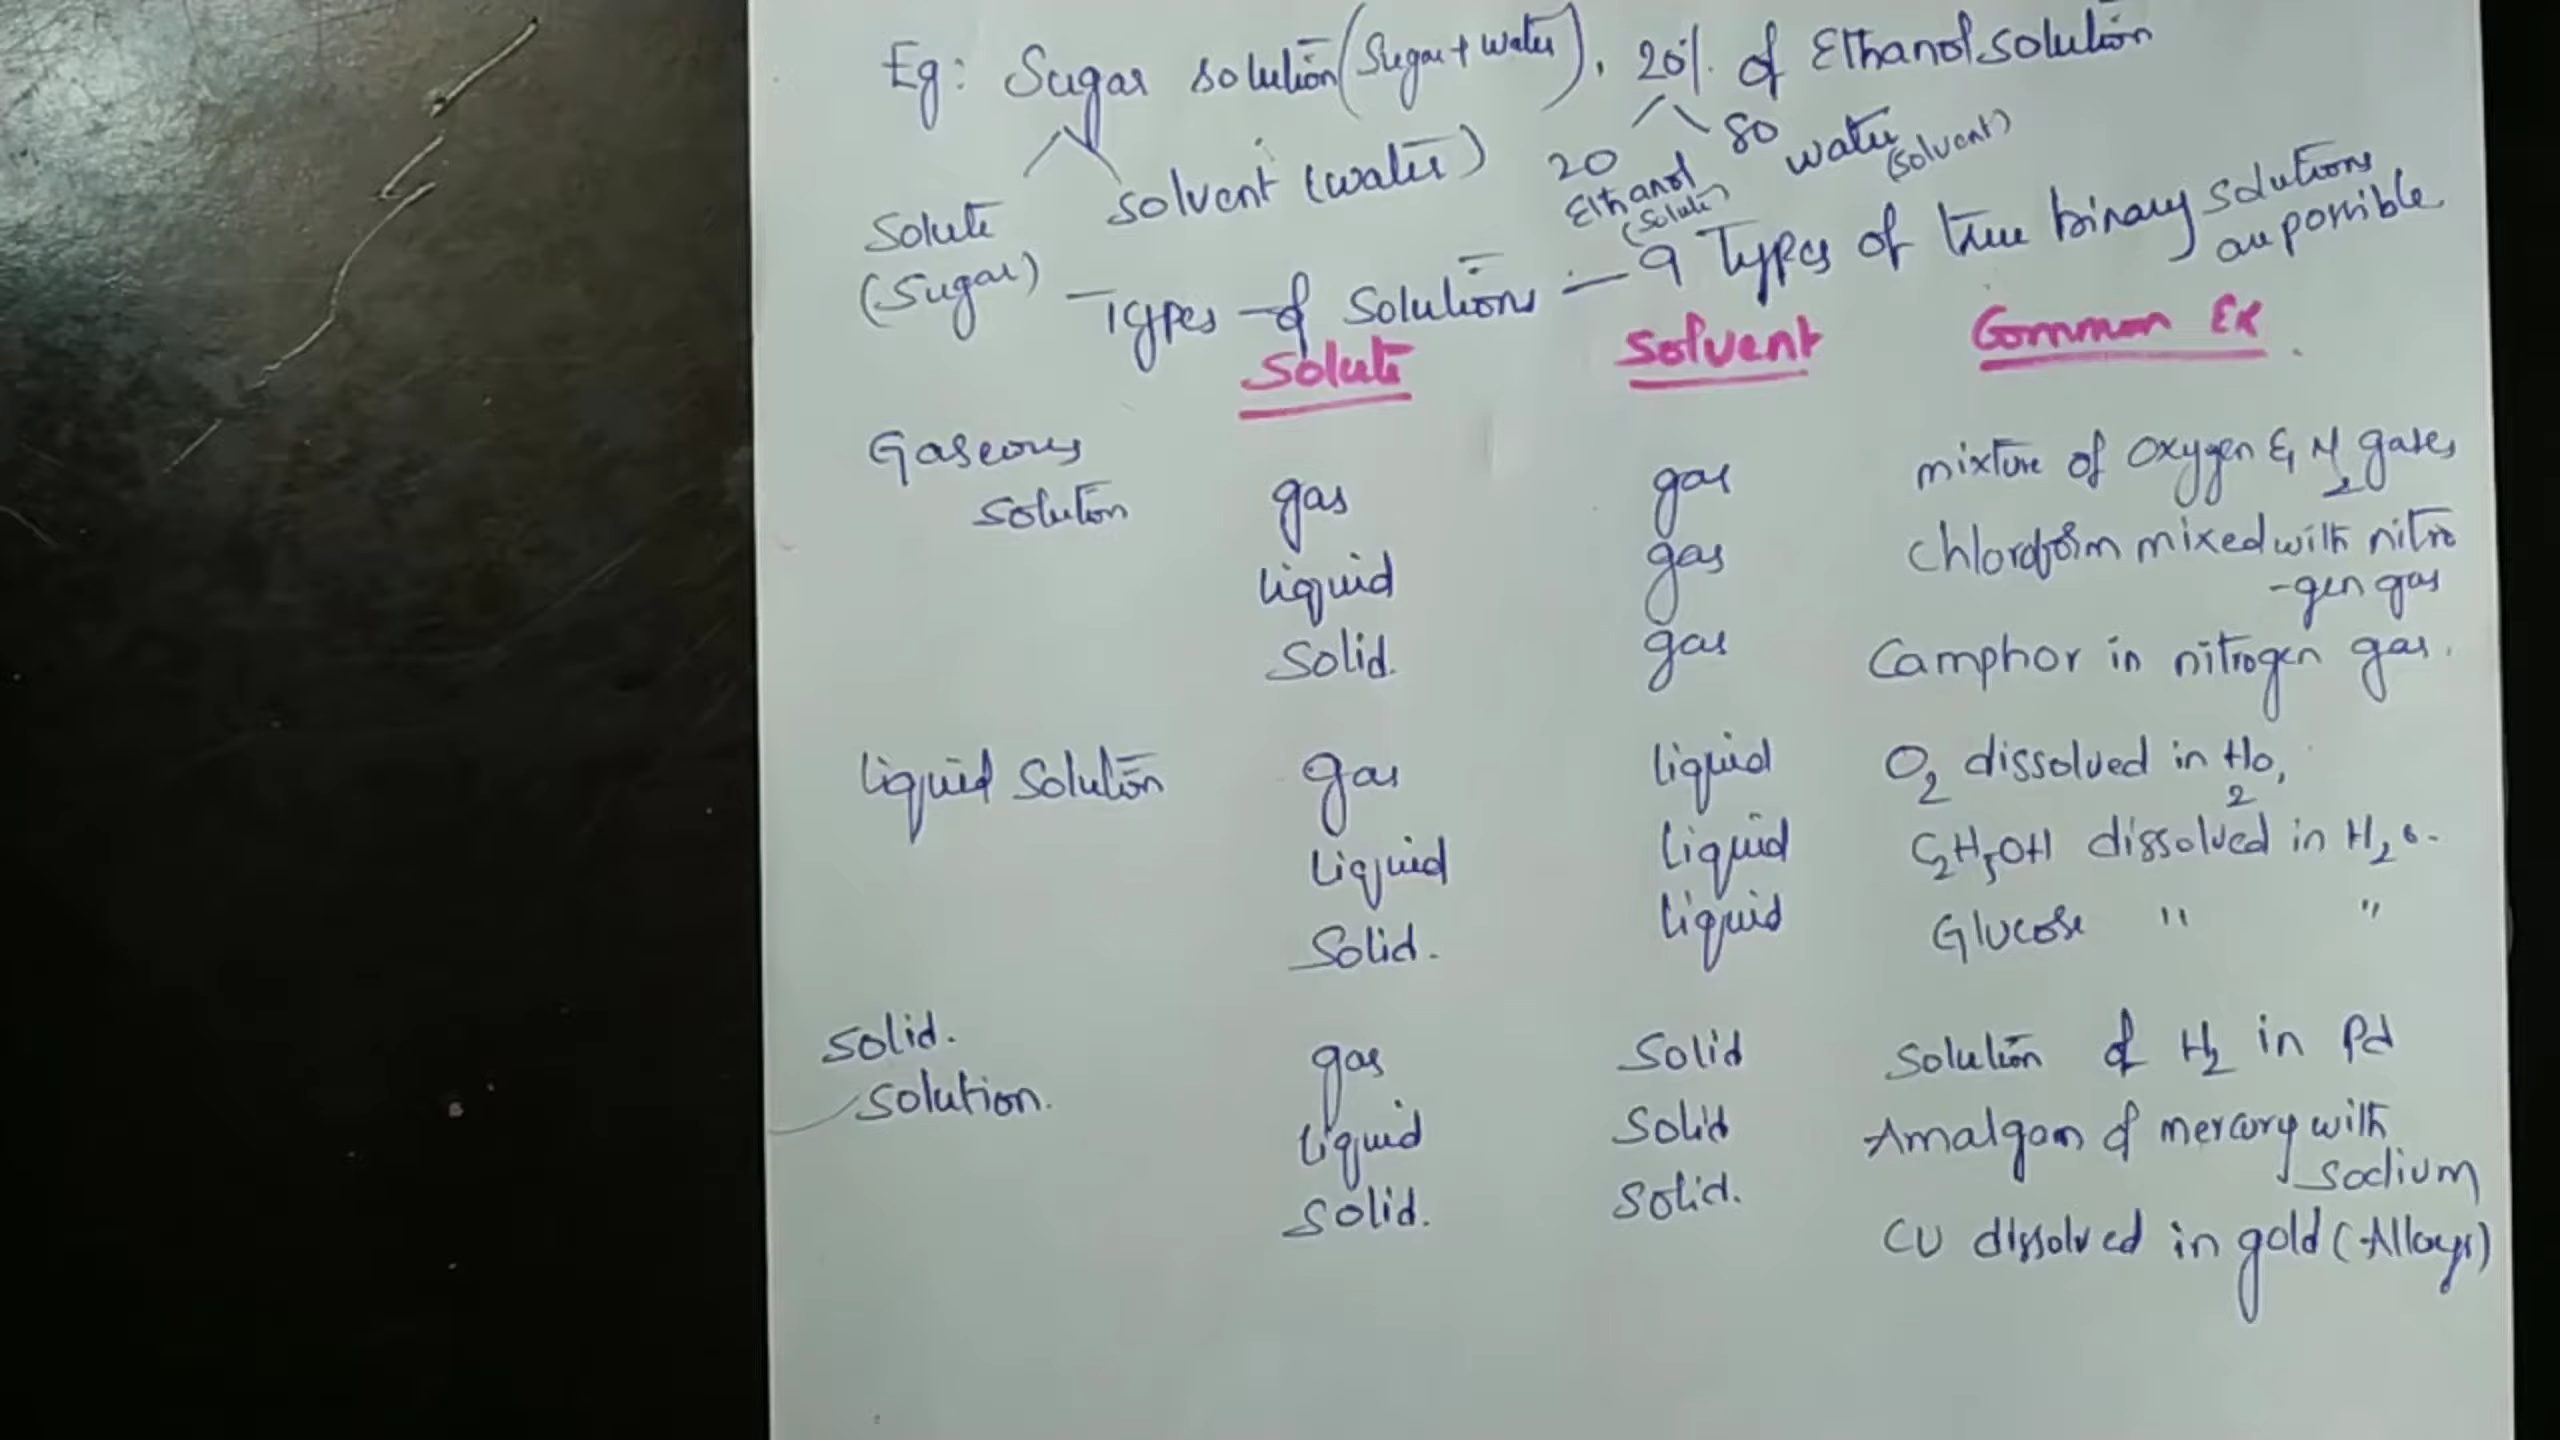 Eg: Sugar solution (Sugar + water), 20% of Ethanol solution
Solute (Sugar) solvent (water) 20 Ethanol (solute) 80 water (solvent)
Types of Solutions :- 9 Types of true binary solutions are possible
Solute Solvent Common Ex.
Gaseous solution gas gas mixture of oxygen & N2 gases
liquid gas chloroform mixed with nitro-gen gas
Solid. gas Camphor in nitrogen gas.
Liquid Solution gas liquid O2 dissolved in H2O,
Liquid liquid C2H5OH dissolved in H2O.
Solid. liquid Glucose " "
Solid. solution. gas Solid Solution of H2 in Pd
liquid Solid Amalgam of mercury with sodium
Solid. Solid. CU dissolved in gold (Alloys)